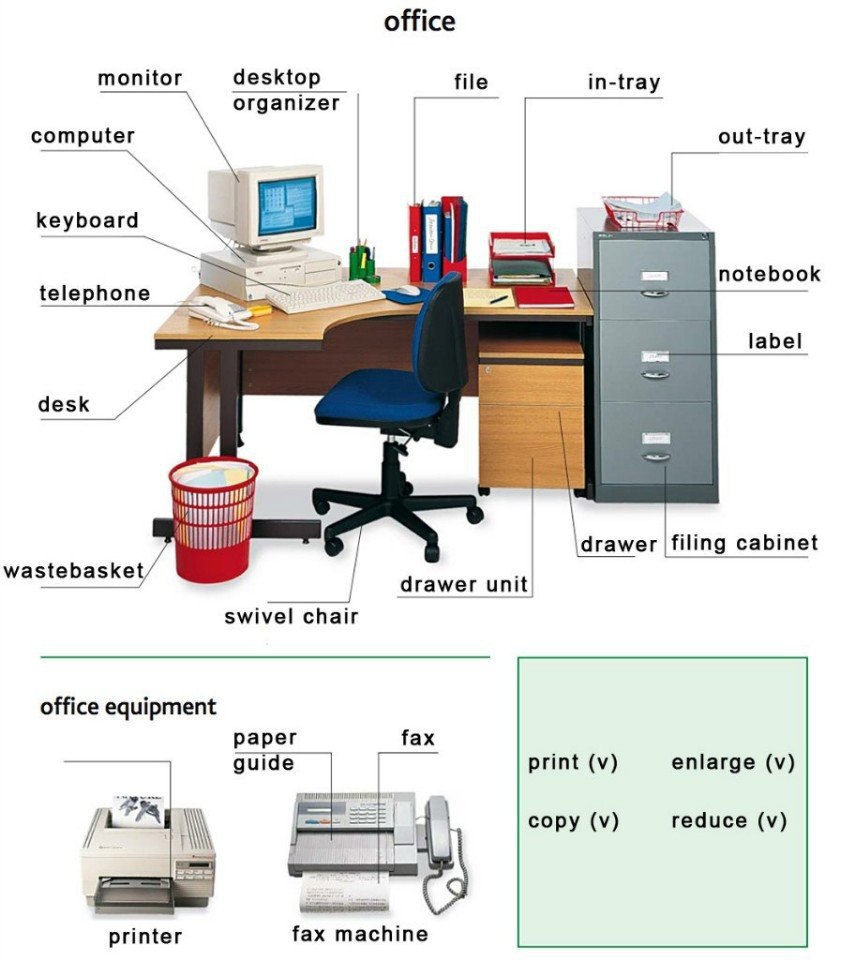 office
monitor
desktop
organizer
file
in-tray
computer
out-tray
keyboard
telephone
notebook
label
desk
drawer
filing cabinet
wastebasket
drawer unit
swivel chair
office equipment
paper
guide
fax
print (v)
enlarge (v)
copy (v)
reduce (v)
printer
fax machine